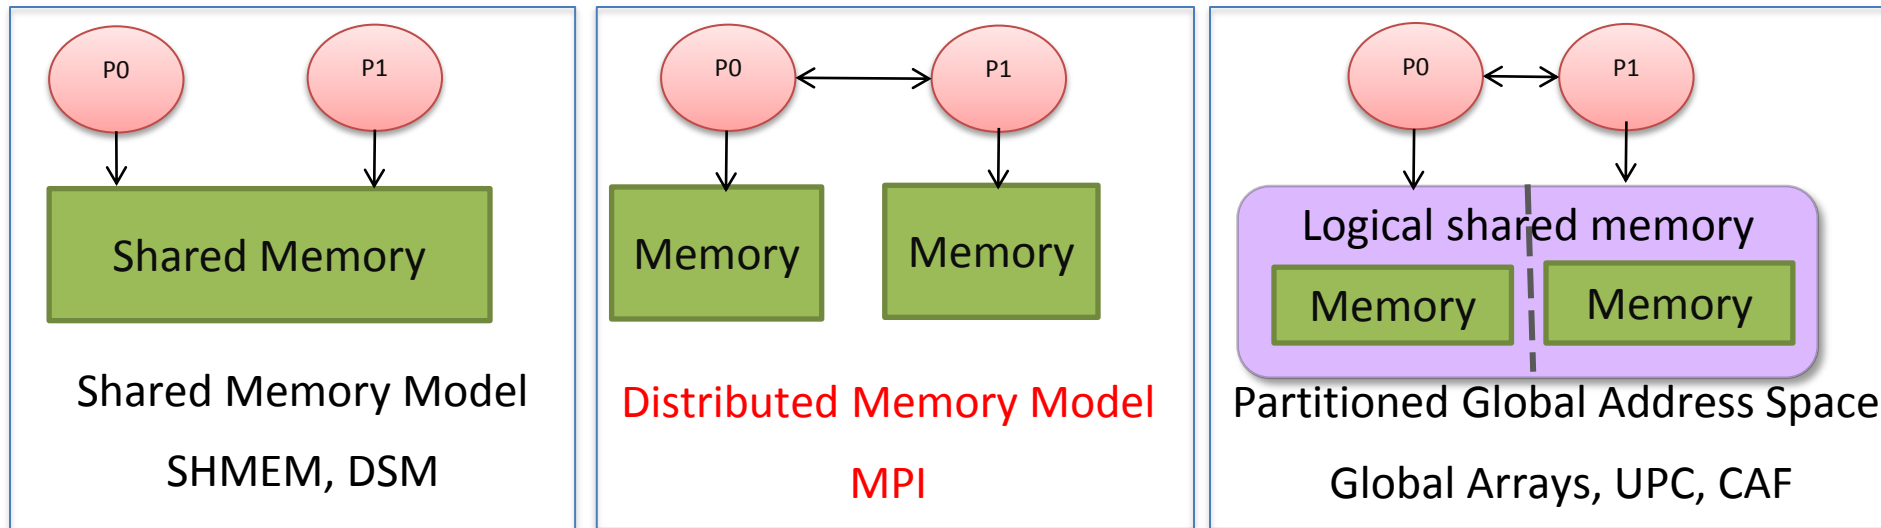 P0
P1
Shared Memory
Shared Memory Model
SHMEM, DSM
P0
P1
Memory
Memory
Distributed Memory Model
MPI
P0
P1
Logical shared memory
Memory
Memory
Partitioned Global Address Space
Global Arrays, UPC, CAF